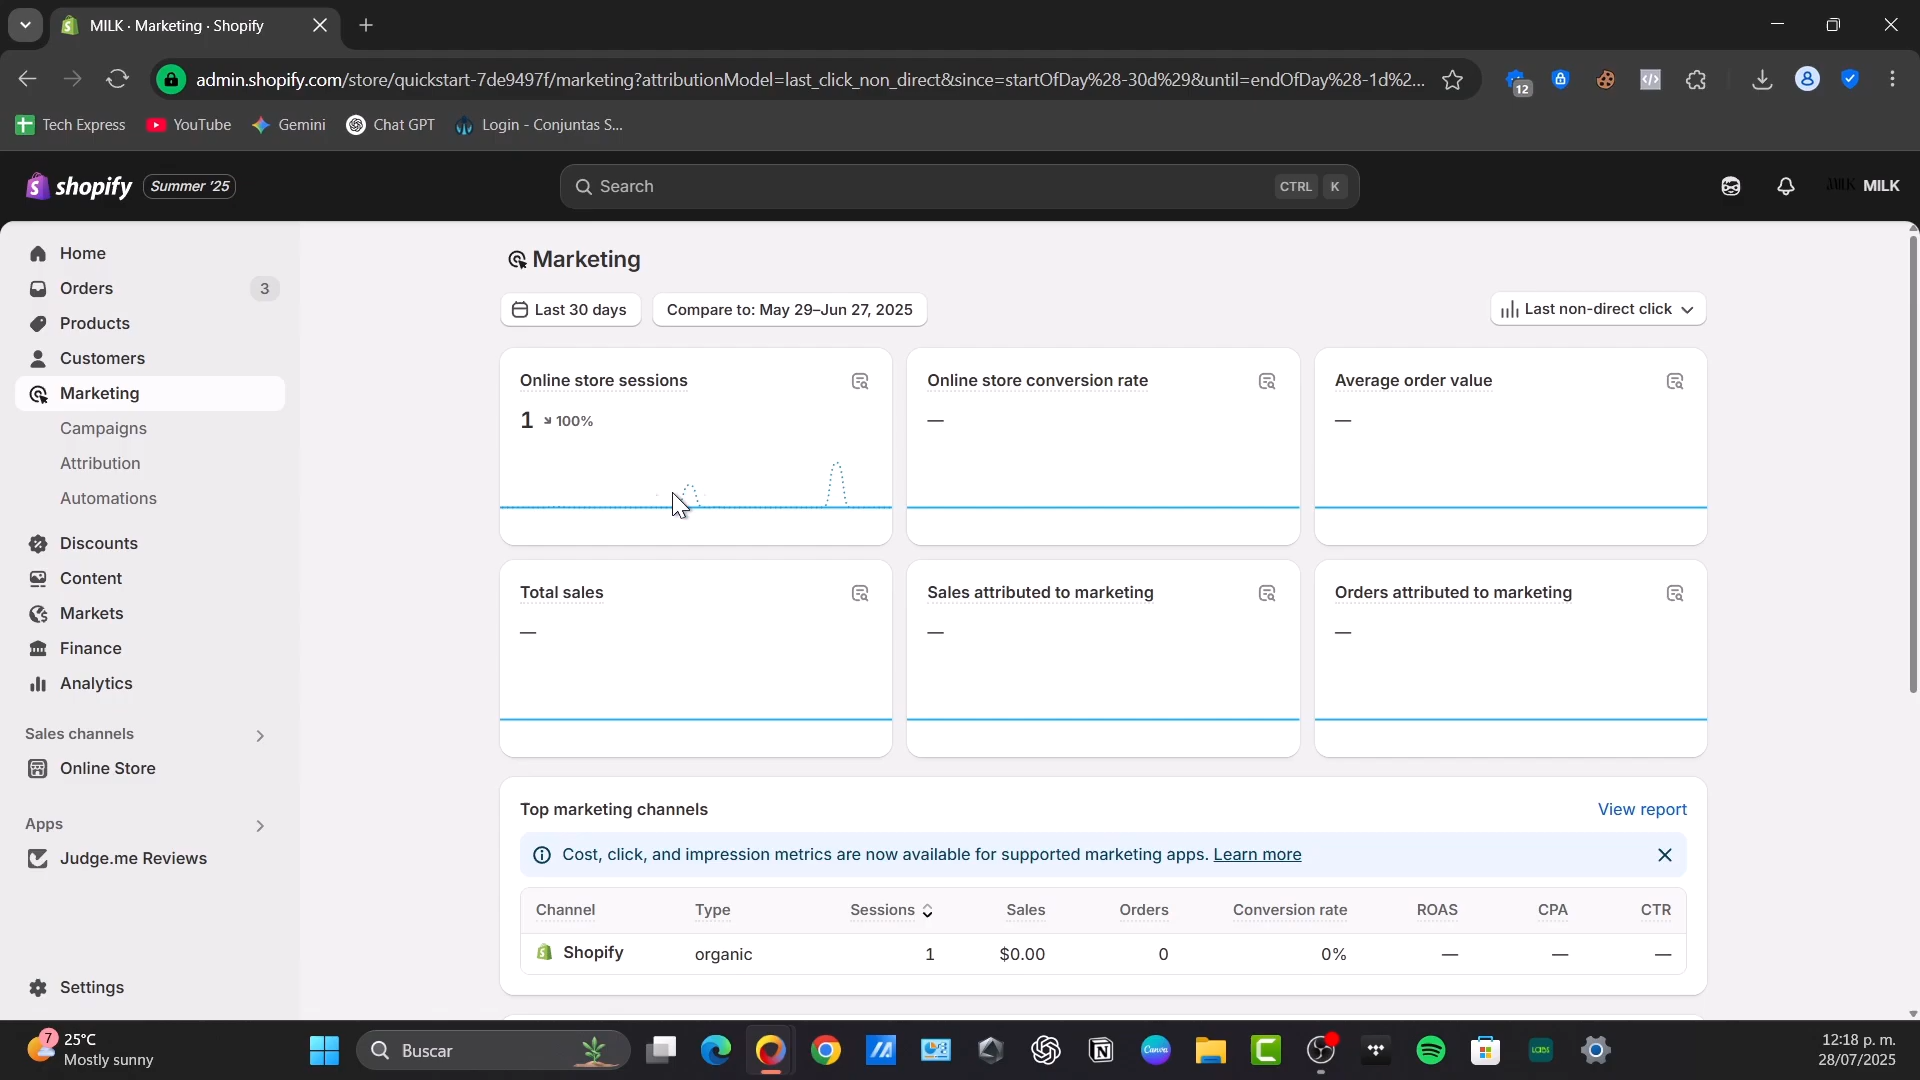 MILK · Marketing · Shopify
admin.shopify.com/store/quickstart-7de9497f/marketing?attributionModel=last_click_non_direct&since=startOfDay%28-30d%29&until=endOfDay%28-1d%2...
12
Tech Express
YouTube
Gemini
Chat GPT
Login - Conjuntas S...
shopify
Summer '25
Search
CTRL K
MILK
MILK
Home
Orders
3
Products
Customers
Marketing
Campaigns
Attribution
Automations
Discounts
Content
Markets
Finance
Analytics
Sales channels
Online Store
Apps
Judge.me Reviews
Settings
Marketing
Last 30 days
Compare to: May 29–Jun 27, 2025
Last non-direct click
Online store sessions
1 ↘ 100%
Online store conversion rate
—
Average order value
—
Total sales
—
Sales attributed to marketing
—
Orders attributed to marketing
—
Top marketing channels
View report
Cost, click, and impression metrics are now available for supported marketing apps. Learn more
Channel Type Sessions Sales Orders Conversion rate ROAS CPA CTR
Shopify organic 1 $0.00 0 0% — — —
7
25°C
Mostly sunny
Buscar
Canva
LABS
12:18 p. m.
28/07/2025